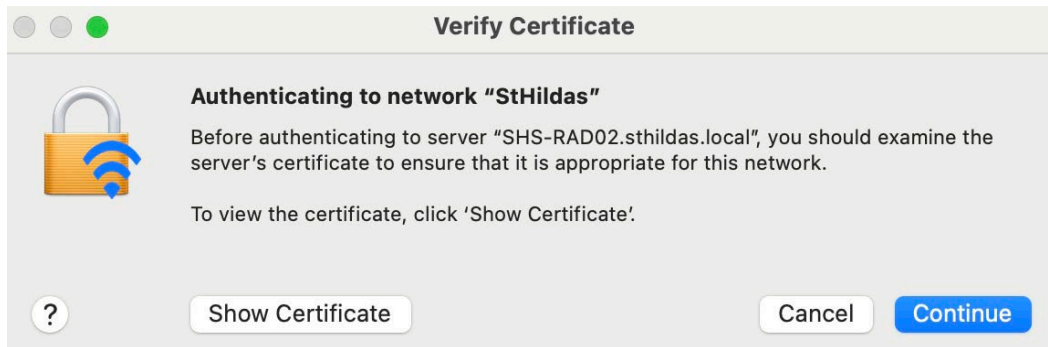 Verify Certificate
Authenticating to network “StHildas”
Before authenticating to server “SHS-RAD02.sthildas.local”, you should examine the
server’s certificate to ensure that it is appropriate for this network.
To view the certificate, click ‘Show Certificate’.
? Show Certificate Cancel Continue